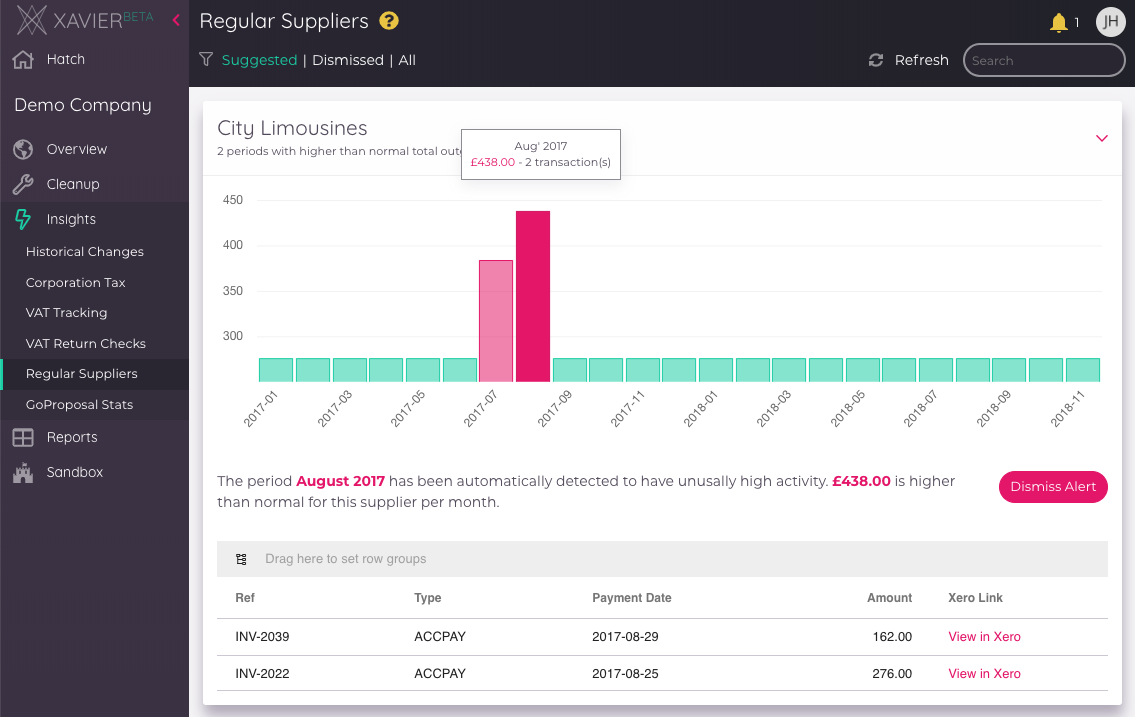 XAVIER BETA
Hatch
Demo Company
Overview
Cleanup
Insights
Historical Changes
Corporation Tax
VAT Tracking
VAT Return Checks
Regular Suppliers
GoProposal Stats
Reports
Sandbox
Regular Suppliers ?
1
JH
Suggested | Dismissed | All
Refresh
Search
City Limousines
2 periods with higher than normal total
Aug' 2017
£438.00 - 2 transaction(s)
450
400
350
300
2017-01
2017-03
2017-05
2017-07
2017-09
2017-11
2018-01
2018-03
2018-05
2018-07
2018-09
2018-11
The period August 2017 has been automatically detected to have unusally high activity. £438.00 is higher
than normal for this supplier per month.
Dismiss Alert
Drag here to set row groups
Ref Type Payment Date Amount Xero Link
INV-2039 ACCPAY 2017-08-29 162.00 View in Xero
INV-2022 ACCPAY 2017-08-25 276.00 View in Xero